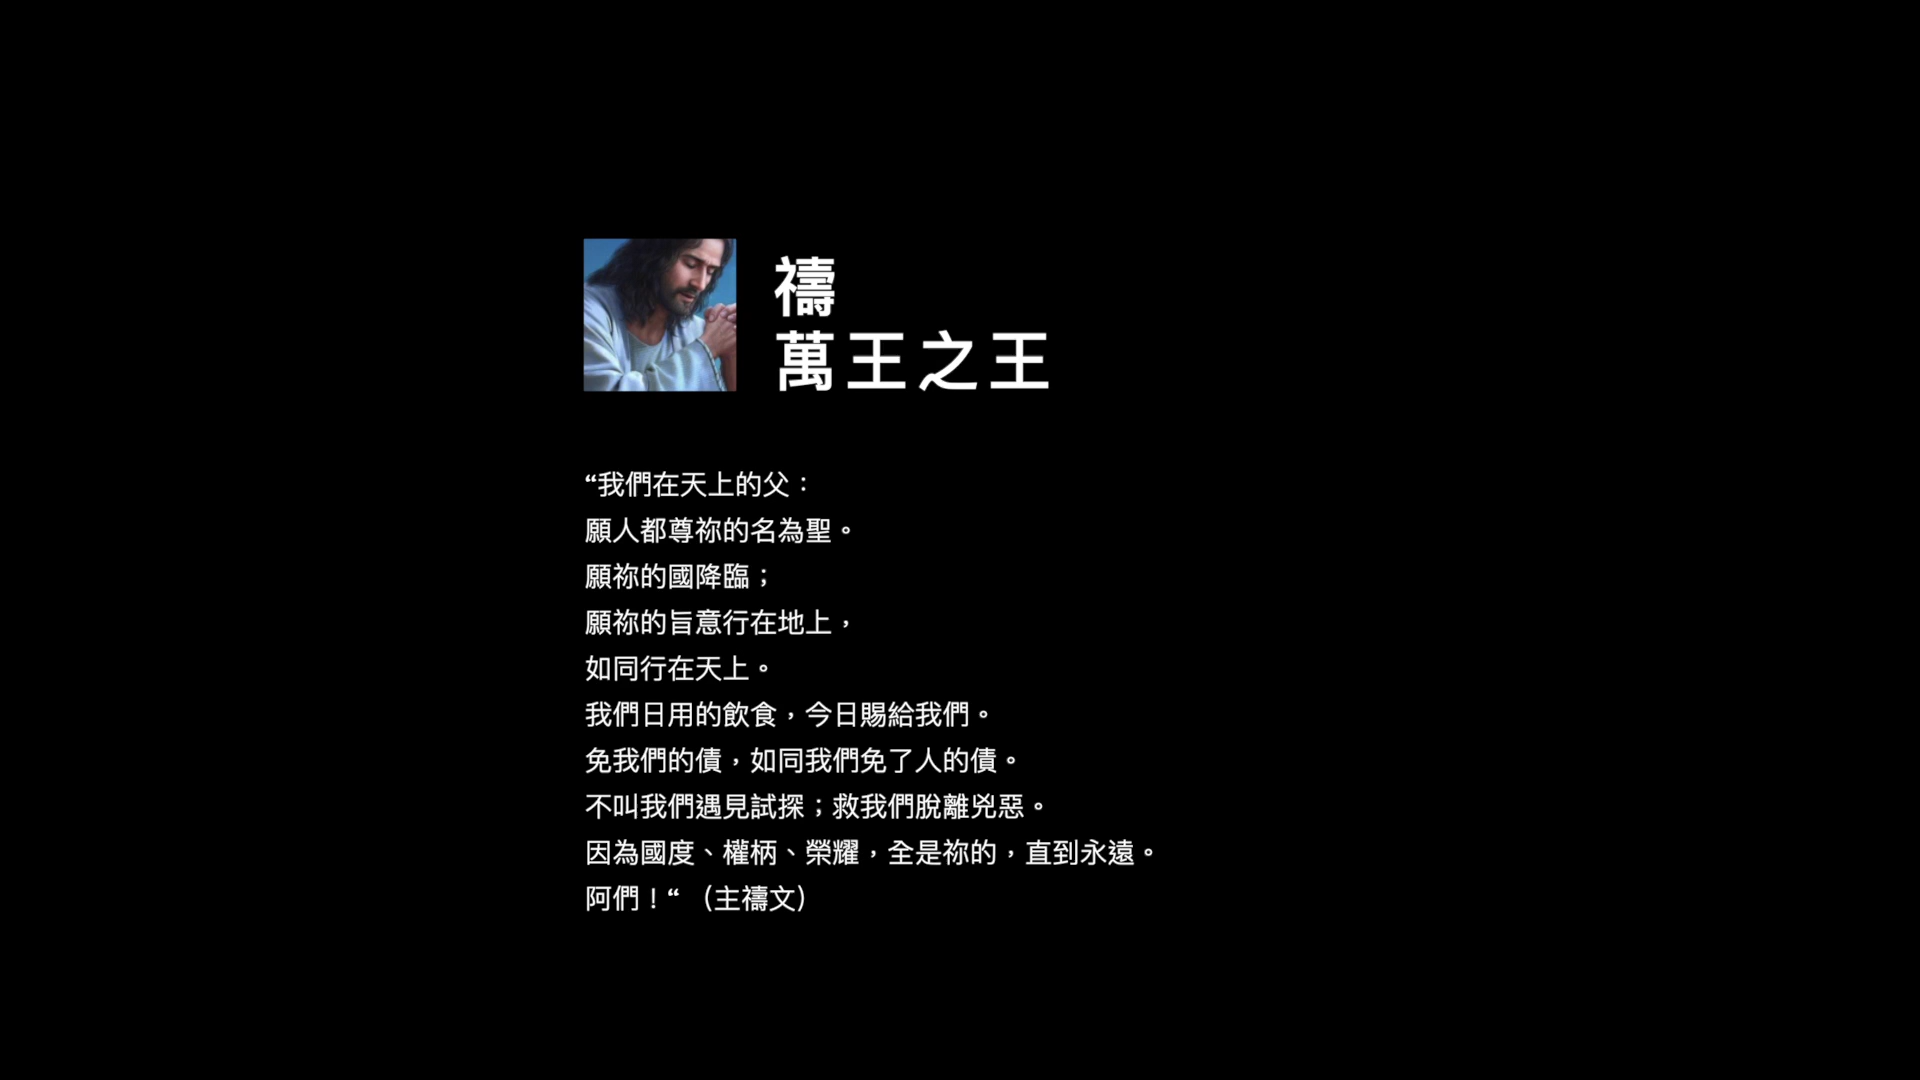 禱
萬王之王
“我們在天上的父：
願人都尊祢的名為聖。
願祢的國降臨；
願祢的旨意行在地上，
如同行在天上。
我們日用的飲食，今日賜給我們。
免我們的債，如同我們免了人的債。
不叫我們遇見試探；救我們脫離兇惡。
因為國度、權柄、榮耀，全是祢的，直到永遠。
阿們！“ （主禱文）